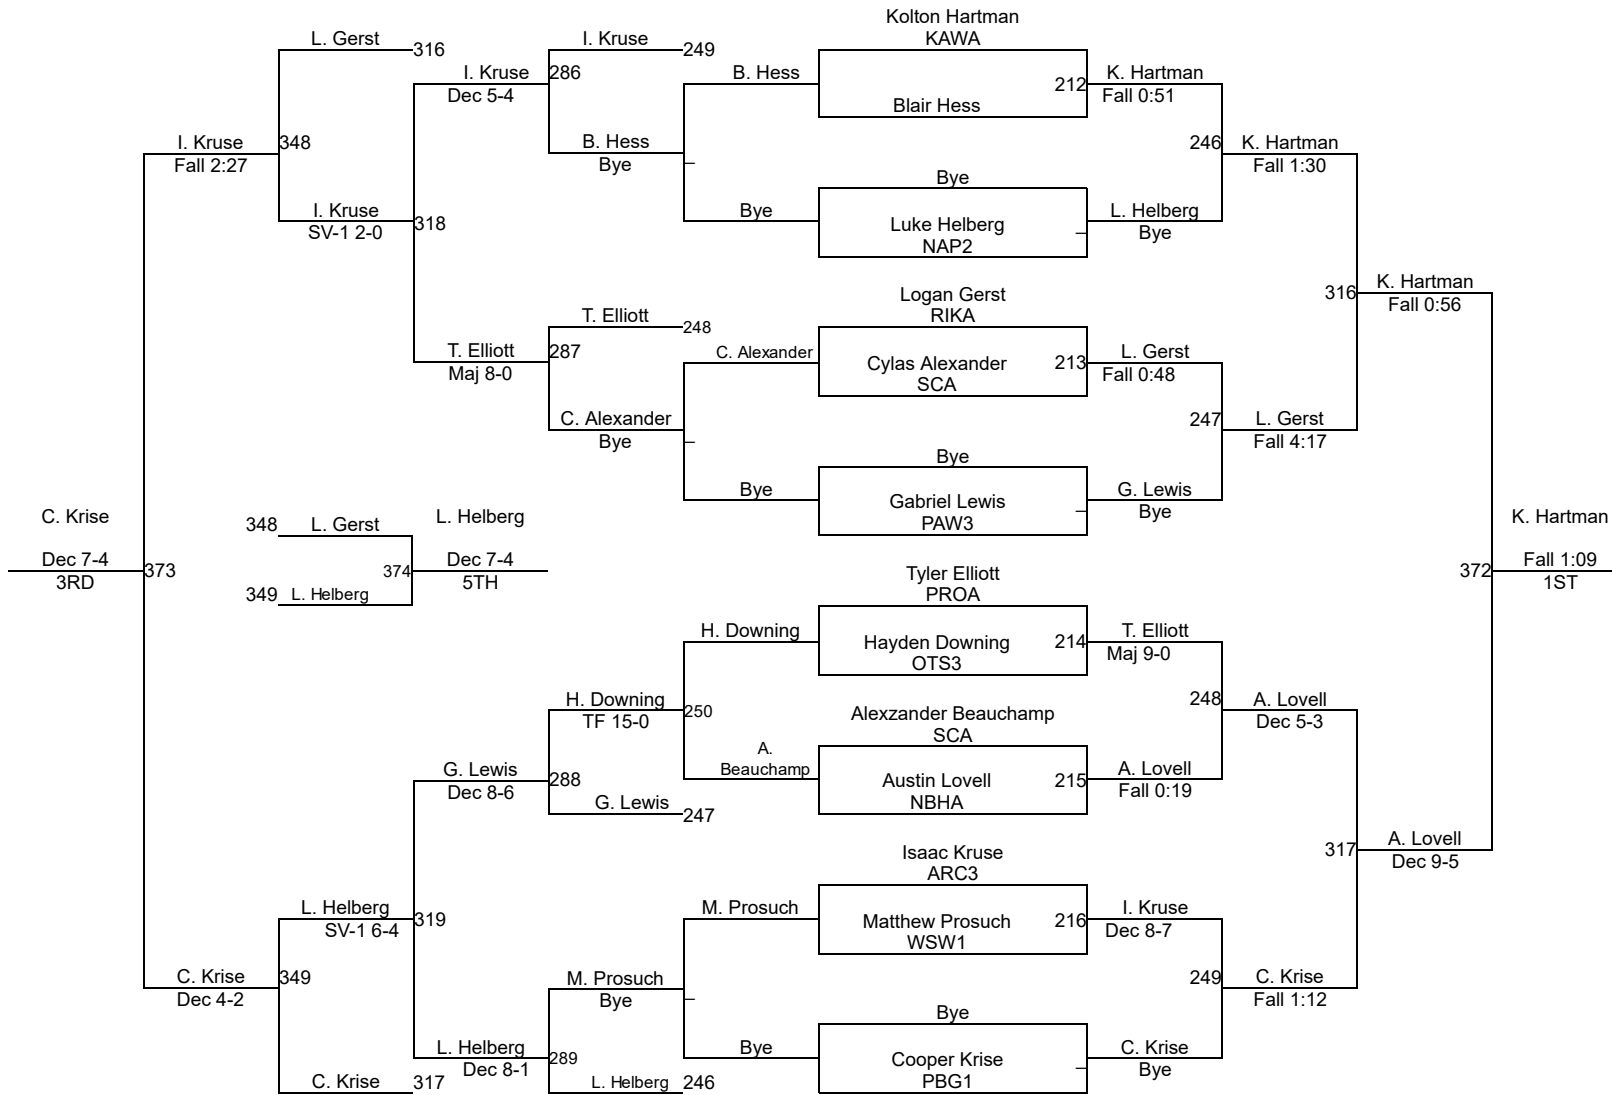 Kolton Hartman
KAWA
L. Gerst
316
I. Kruse
249
I. Kruse
286
B. Hess
212
K. Hartman
Dec 5-4
Blair Hess
Fall 0:51
I. Kruse
348
B. Hess
246
K. Hartman
Fall 2:27
Bye
–
Fall 1:30
Bye
I. Kruse
318
Bye
Luke Helberg
L. Helberg
SV-1 2-0
NAP2
–
Bye
Logan Gerst
RIKA
316
K. Hartman
Fall 0:56
T. Elliott
248
T. Elliott
287
C. Alexander
Cylas Alexander
213
L. Gerst
Maj 8-0
SCA
Fall 0:48
C. Alexander
247
L. Gerst
Bye
–
Fall 4:17
Bye
Bye
Gabriel Lewis
G. Lewis
PAW3
–
Bye
C. Krise
348
L. Gerst
L. Helberg
K. Hartman
Dec 7-4
373
374
Dec 7-4
372
Fall 1:09
3RD
5TH
1ST
349
L. Helberg
Tyler Elliott
PROA
H. Downing
Hayden Downing
214
T. Elliott
OTS3
Maj 9-0
H. Downing
250
248
A. Lovell
TF 15-0
Dec 5-3
Alexzander Beauchamp
SCA
A.
Beauchamp
G. Lewis
288
Austin Lovell
215
A. Lovell
Dec 8-6
NBHA
Fall 0:19
G. Lewis
247
317
A. Lovell
Dec 9-5
Isaac Kruse
ARC3
L. Helberg
319
M. Prosuch
Matthew Prosuch
216
I. Kruse
SV-1 6-4
WSW1
Dec 8-7
C. Krise
349
M. Prosuch
249
C. Krise
Dec 4-2
Bye
–
Fall 1:12
Bye
L. Helberg
289
Bye
Cooper Krise
C. Krise
Dec 8-1
PBG1
–
Bye
C. Krise
317
L. Helberg
246